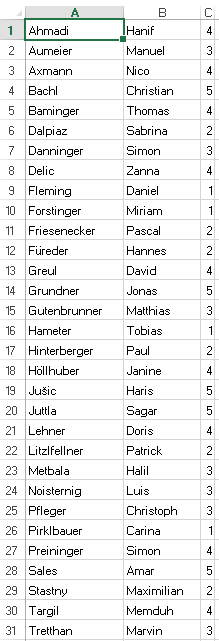 A B C
1 Ahmadi Hanif 4
2 Aumeier Manuel 3
3 Axmann Nico 4
4 Bachl Christian 5
5 Baminger Thomas 4
6 Dalpiaz Sabrina 2
7 Danninger Simon 3
8 Delic Zanna 4
9 Fleming Daniel 1
10 Forstinger Miriam 1
11 Friesenecker Pascal 2
12 Füreder Hannes 2
13 Greul David 4
14 Grundner Jonas 5
15 Gutenbrunner Matthias 3
16 Hameter Tobias 1
17 Hinterberger Paul 2
18 Höllhuber Janine 4
19 Jušic Haris 5
20 Juttla Sagar 5
21 Lehner Doris 4
22 Litzlfellner Patrick 2
23 Metbala Halil 3
24 Noisternig Luis 3
25 Pfleger Christoph 3
26 Pirklbauer Carina 1
27 Preininger Simon 4
28 Sales Amar 5
29 Stastny Maximilian 2
30 Targil Memduh 4
31 Tretthan Marvin 3